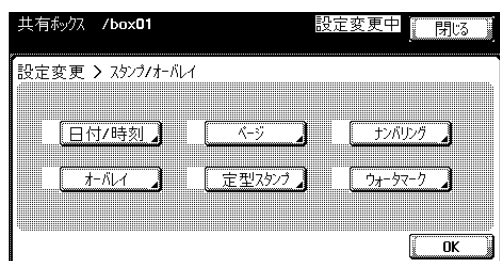 共有ボックス /box01 設定変更中 閉じる
設定変更 > スタンプ/オーバレイ
日付/時刻 ページ ナンバリング
オーバレイ 定型スタンプ ウォータマーク
OK